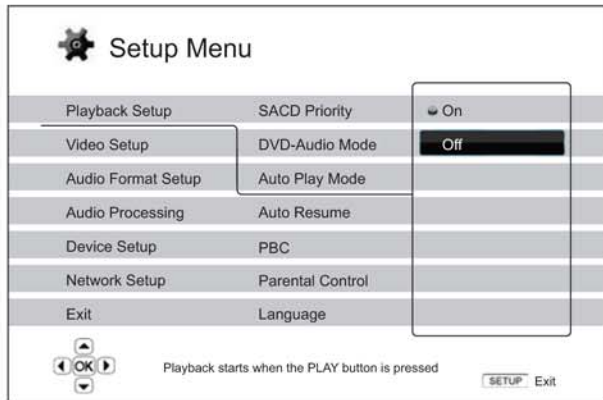 Setup Menu
Playback Setup SACD Priority On
Video Setup DVD-Audio Mode Off
Audio Format Setup Auto Play Mode
Audio Processing Auto Resume
Device Setup PBC
Network Setup Parental Control
Exit Language
OK Playback starts when the PLAY button is pressed SETUP Exit